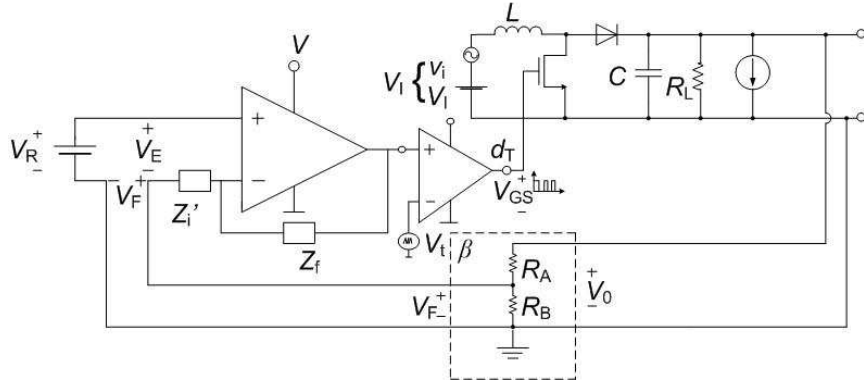 L
V
V_I { v_i
V_I
C
R_L
V_R + -
+ V_E -
+
-
+
-
d_T
- V_F +
Z_i'
V_GS + -
Z_f
V_t
β
R_A
V_F + -
R_B
+ V_0 -